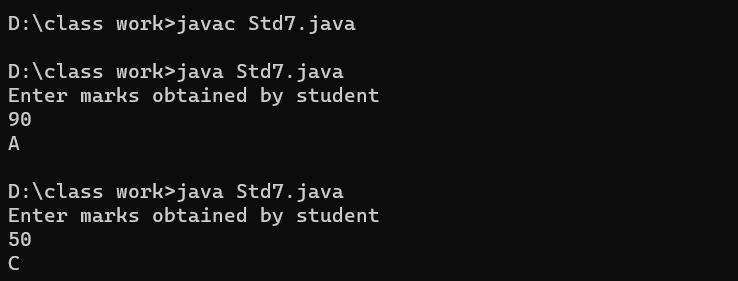 D:\class work>javac Std7.java
D:\class work>java Std7.java
Enter marks obtained by student
90
A
D:\class work>java Std7.java
Enter marks obtained by student
50
C